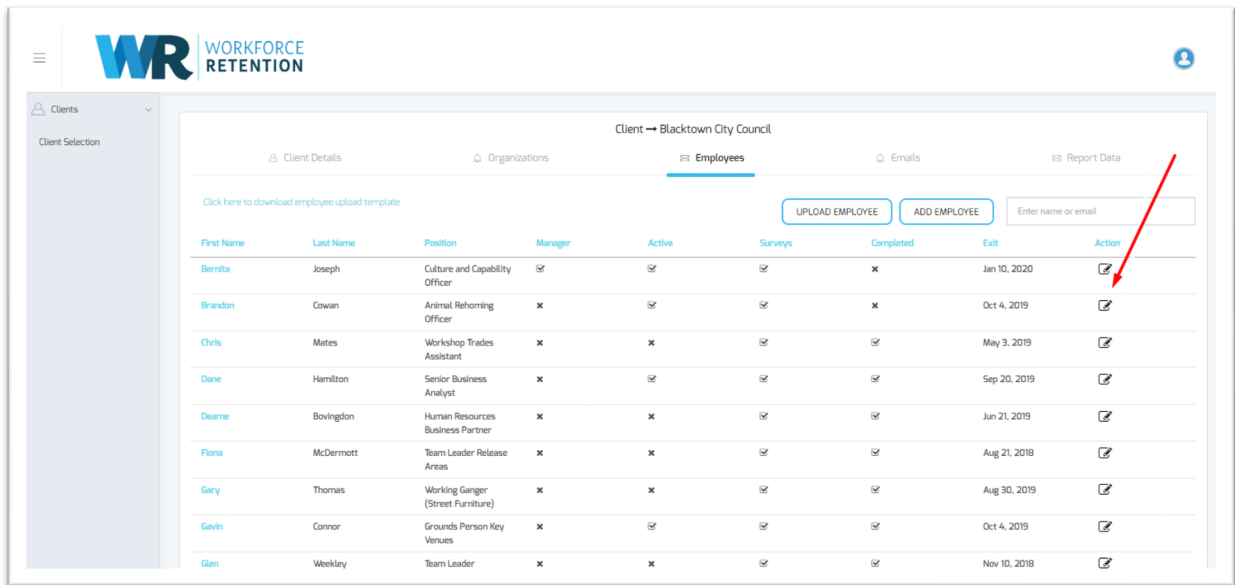 WR WORKFORCE
RETENTION
Clients
Client Selection
Client → Blacktown City Council
Client Details Organizations Employees Emails Report Data
Click here to download employee upload template
UPLOAD EMPLOYEE ADD EMPLOYEE Enter name or email
First Name Last Name Position Manager Active Surveys Completed Exit Action
Bernita Joseph Culture and Capability Jan 10, 2020
Officer
Brandon Cowan Animal Rehoming Oct 4, 2019
Officer
Chris Mates Workshop Trades May 3, 2019
Assistant
Dane Hamilton Senior Business Sep 20, 2019
Analyst
Dearne Bovingdon Human Resources Jun 21, 2019
Business Partner
Fiona McDermott Team Leader Release Aug 21, 2018
Areas
Gary Thomas Working Ganger Aug 30, 2019
(Street Furniture)
Gavin Connor Grounds Person Key Oct 4, 2019
Venues
Glen Weekley Team Leader Nov 10, 2018